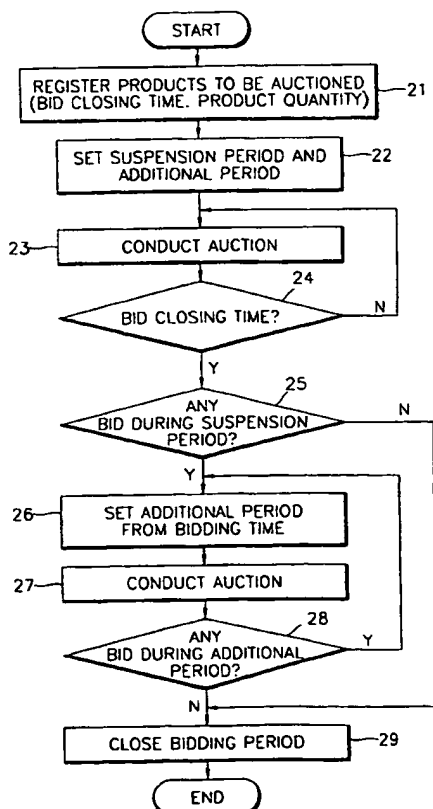 START
REGISTER PRODUCTS TO BE AUCTIONED
(BID CLOSING TIME. PRODUCT QUANTITY)
21
SET SUSPENSION PERIOD AND
ADDITIONAL PERIOD
22
23
CONDUCT AUCTION
24
BID CLOSING TIME?
N
Y
25
ANY
BID DURING SUSPENSION
PERIOD?
N
Y
26
SET ADDITIONAL PERIOD
FROM BIDDING TIME
27
CONDUCT AUCTION
28
ANY
BID DURING ADDITIONAL
PERIOD?
Y
N
CLOSE BIDDING PERIOD
29
END